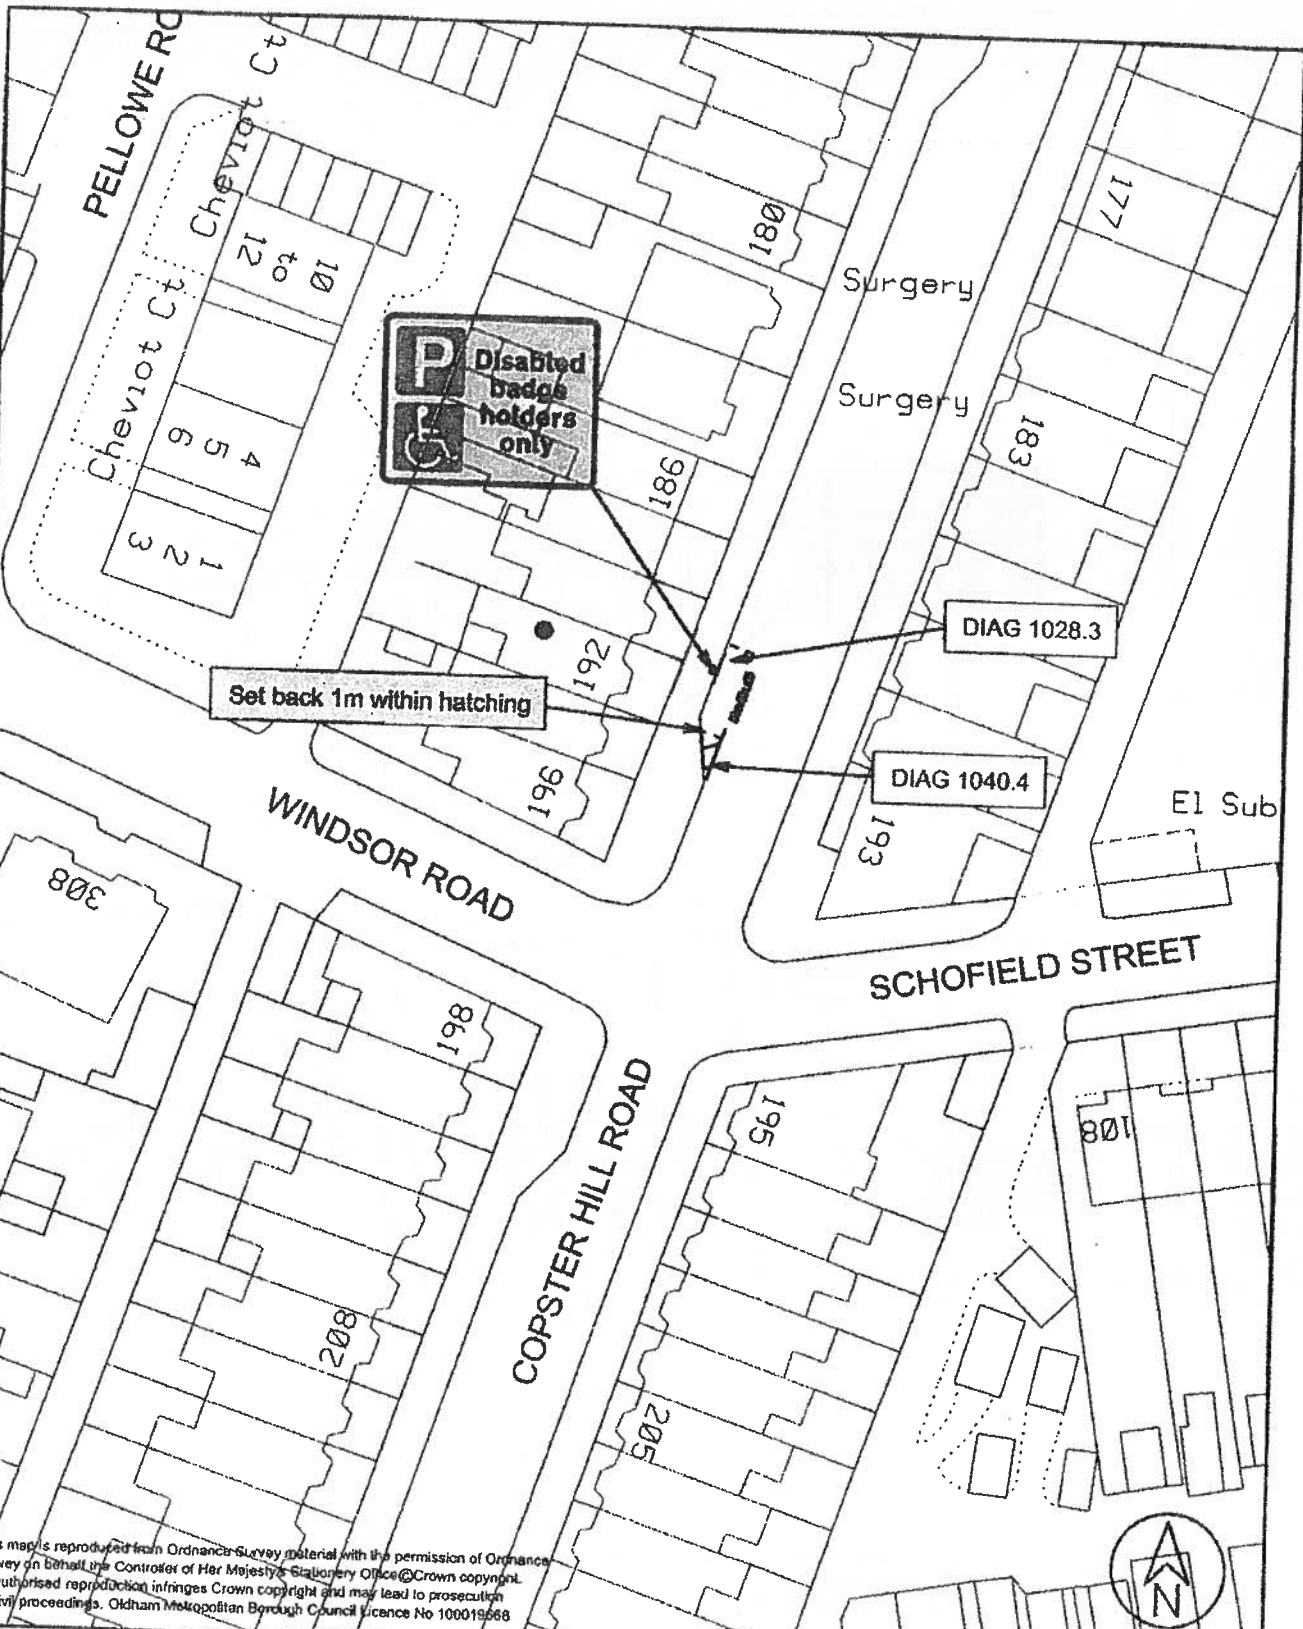 PELLOWE RO
Cheviot Ct
10
to
12
180
177
Surgery
Cheviot Ct
P
Disabled
badge
holders
only
Surgery
183
4
5
6
186
1
2
3
DIAG 1028.3
192
Set back 1m within hatching
DIAG 1040.4
196
El Sub
WINDSOR ROAD
193
308
SCHOFIELD STREET
198
COPSTER HILL ROAD
195
108
208
205
s map is reproduced from Ordnance Survey material with the permission of Ordnance
vey on behalf the Controller of Her Majesty's Stationery Office © Crown copyright.
uthorised reproduction infringes Crown copyright and may lead to prosecution
ivil proceedings. Oldham Metropolitan Borough Council Licence No 100019668
N